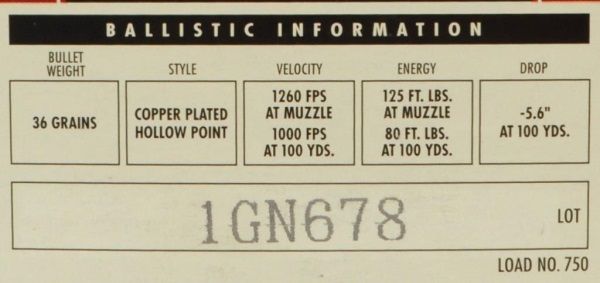 BALLISTIC INFORMATION
BULLET
WEIGHT
STYLE
VELOCITY
ENERGY
DROP
36 GRAINS
COPPER PLATED
HOLLOW POINT
1260 FPS
AT MUZZLE
1000 FPS
AT 100 YDS.
125 FT. LBS.
AT MUZZLE
80 FT. LBS.
AT 100 YDS.
-5.6"
AT 100 YDS.
1GN678
LOT
LOAD NO. 750